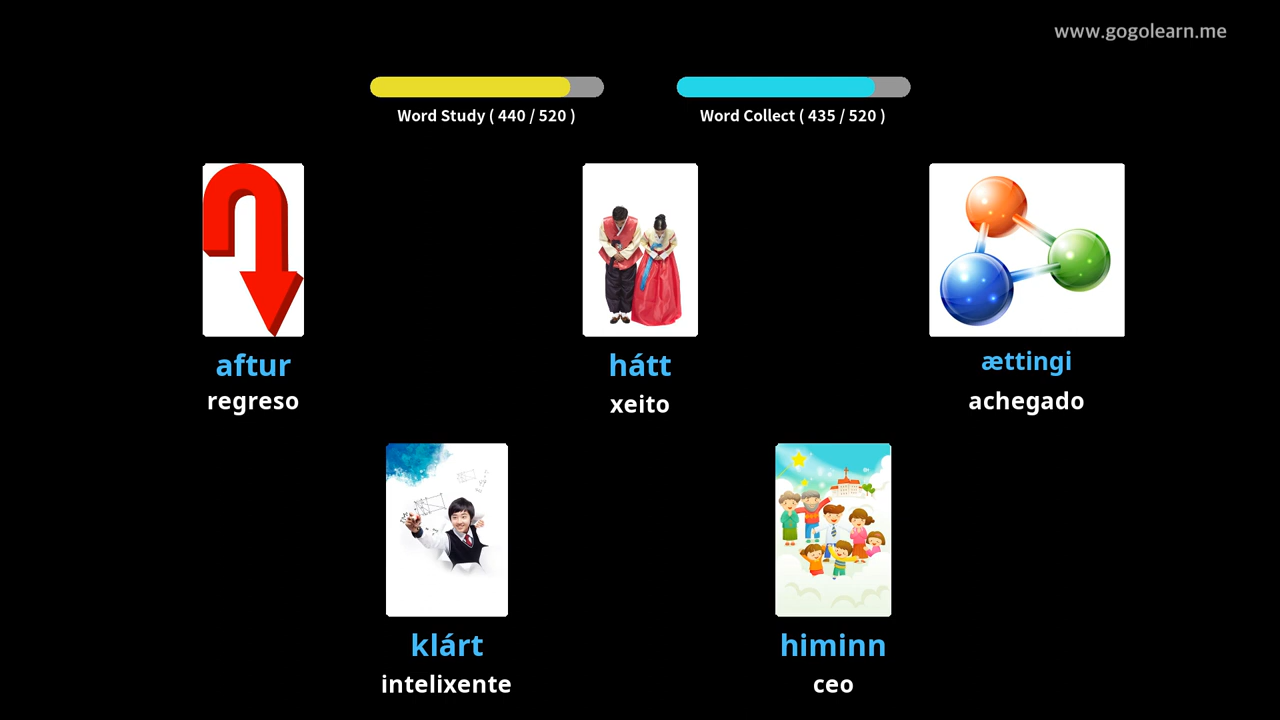 www.gogolearn.me
Word Study ( 440 / 520 )
Word Collect ( 435 / 520 )
aftur
regreso
hátt
xeito
ættingi
achegado
klárt
intelixente
himinn
ceo